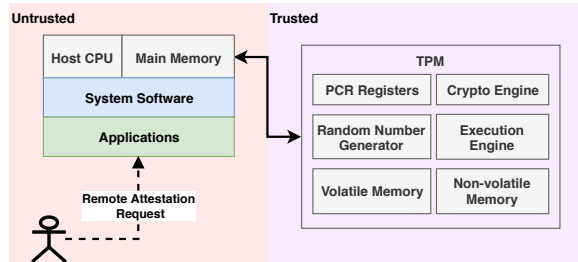 Untrusted
Trusted
Host CPU
Main Memory
System Software
Applications
Remote Attestation
Request
TPM
PCR Registers
Crypto Engine
Random Number
Generator
Execution
Engine
Volatile Memory
Non-volatile
Memory